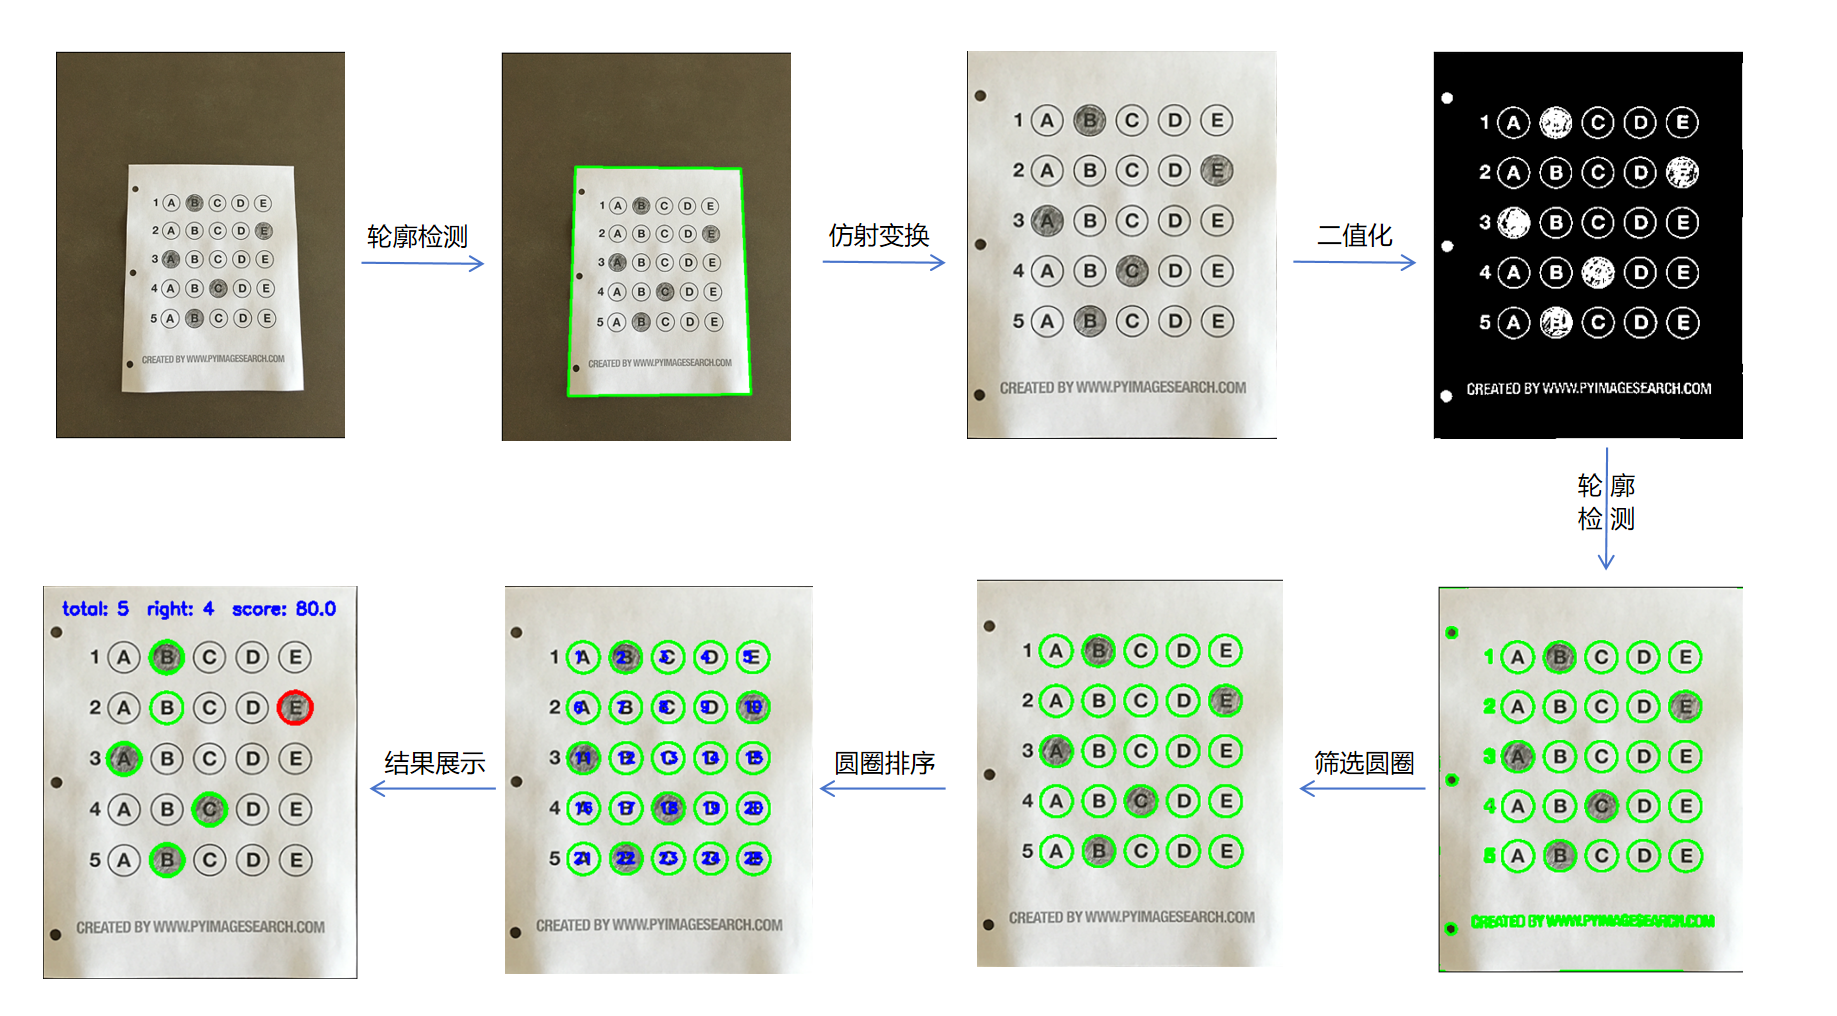 1 A B C D E
2 A B C D E
3 A B C D E
4 A B C D E
5 A B C D E
CREATED BY WWW.PYIMAGESEARCH.COM
轮廓检测
1 A B C D E
2 A B C D E
3 A B C D E
4 A B C D E
5 A B C D E
CREATED BY WWW.PYIMAGESEARCH.COM
仿射变换
1 A B C D E
2 A B C D E
3 A B C D E
4 A B C D E
5 A B C D E
CREATED BY WWW.PYIMAGESEARCH.COM
二值化
1 A C D E
2 A B C D E
3 B C D E
4 A B C D E
5 A B C D E
CREATED BY WWW.PYIMAGESEARCH.COM
轮廓
检测
1 A B C D E
2 A B C D E
3 A B C D E
4 A B C D E
5 A B C D E
CREATED BY WWW.PYIMAGESEARCH.COM
筛选圆圈
1 A B C D E
2 A B C D E
3 A B C D E
4 A B C D E
5 A B C D E
CREATED BY WWW.PYIMAGESEARCH.COM
圆圈排序
1 1 2 3 4 5
2 6 7 8 9 10
3 11 12 13 14 15
4 16 17 18 19 20
5 21 22 23 24 25
CREATED BY WWW.PYIMAGESEARCH.COM
结果展示
total: 5 right: 4 score: 80.0
1 A B C D E
2 A B C D E
3 A B C D E
4 A B C D E
5 A B C D E
CREATED BY WWW.PYIMAGESEARCH.COM